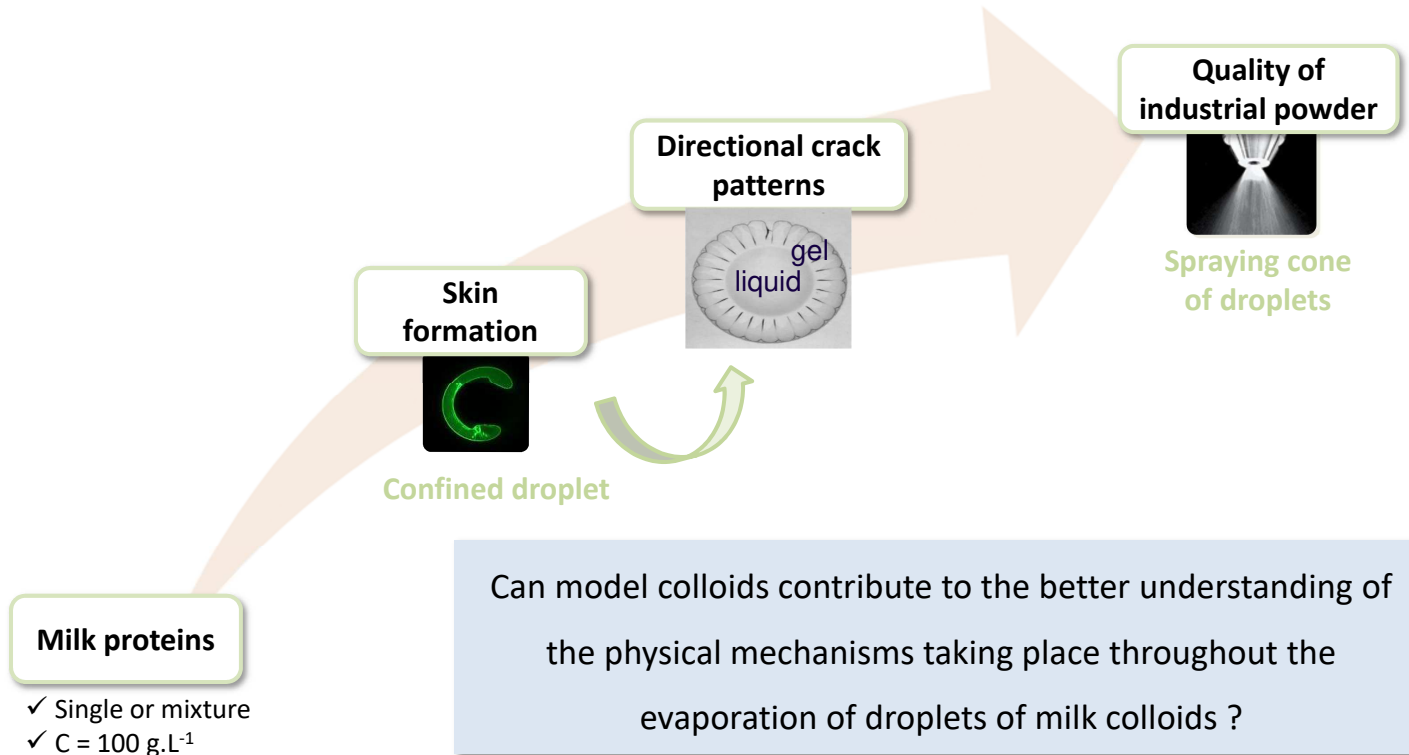 Quality of
industrial powder
Directional crack
patterns
gel
liquid
Spraying cone
of droplets
Skin
formation
Confined droplet
Milk proteins
✓ Single or mixture
✓ C = 100 g.L-1
Can model colloids contribute to the better understanding of
the physical mechanisms taking place throughout the
evaporation of droplets of milk colloids ?